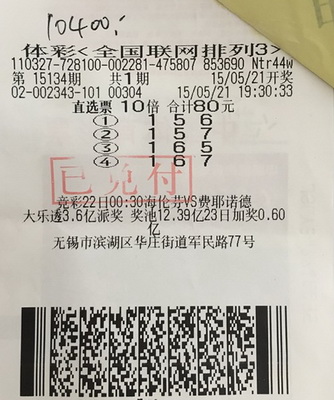 10400.-
体彩<全国联网排列3>
110327-728100-002281-475807 853690 Ntr44w
第 15134期 共1期 15/05/21开奖
02-002343-101 00304 15/05/21 19:30:33
直选票 10倍 合计80元
① 1 5 6
② 1 5 7
③ 1 6 5
④ 1 6 7
已兑付
竞彩22日00:30海伦芬VS费耶诺德
大乐透3.6亿派奖 奖池12.39亿23日加奖0.60
亿
无锡市滨湖区华庄街道军民路77号